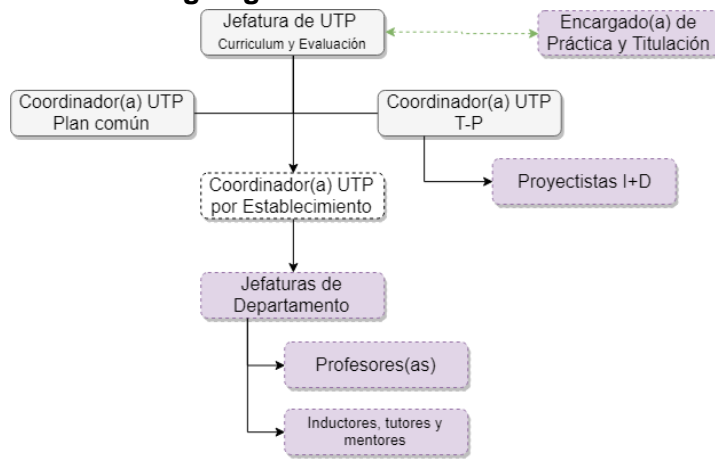 Jefatura de UTP
Curriculum y Evaluación
Encargado(a) de
Práctica y Titulación
Coordinador(a) UTP
Plan común
Coordinador(a) UTP
T-P
Proyectistas I+D
Coordinador(a) UTP
por Establecimiento
Jefaturas de
Departamento
Profesores(as)
Inductores, tutores y
mentores